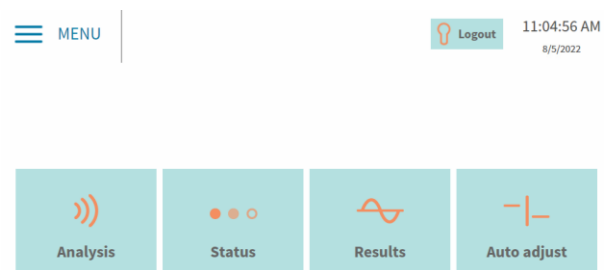 MENU
Logout
11:04:56 AM
8/5/2022
Analysis
Status
Results
Auto adjust